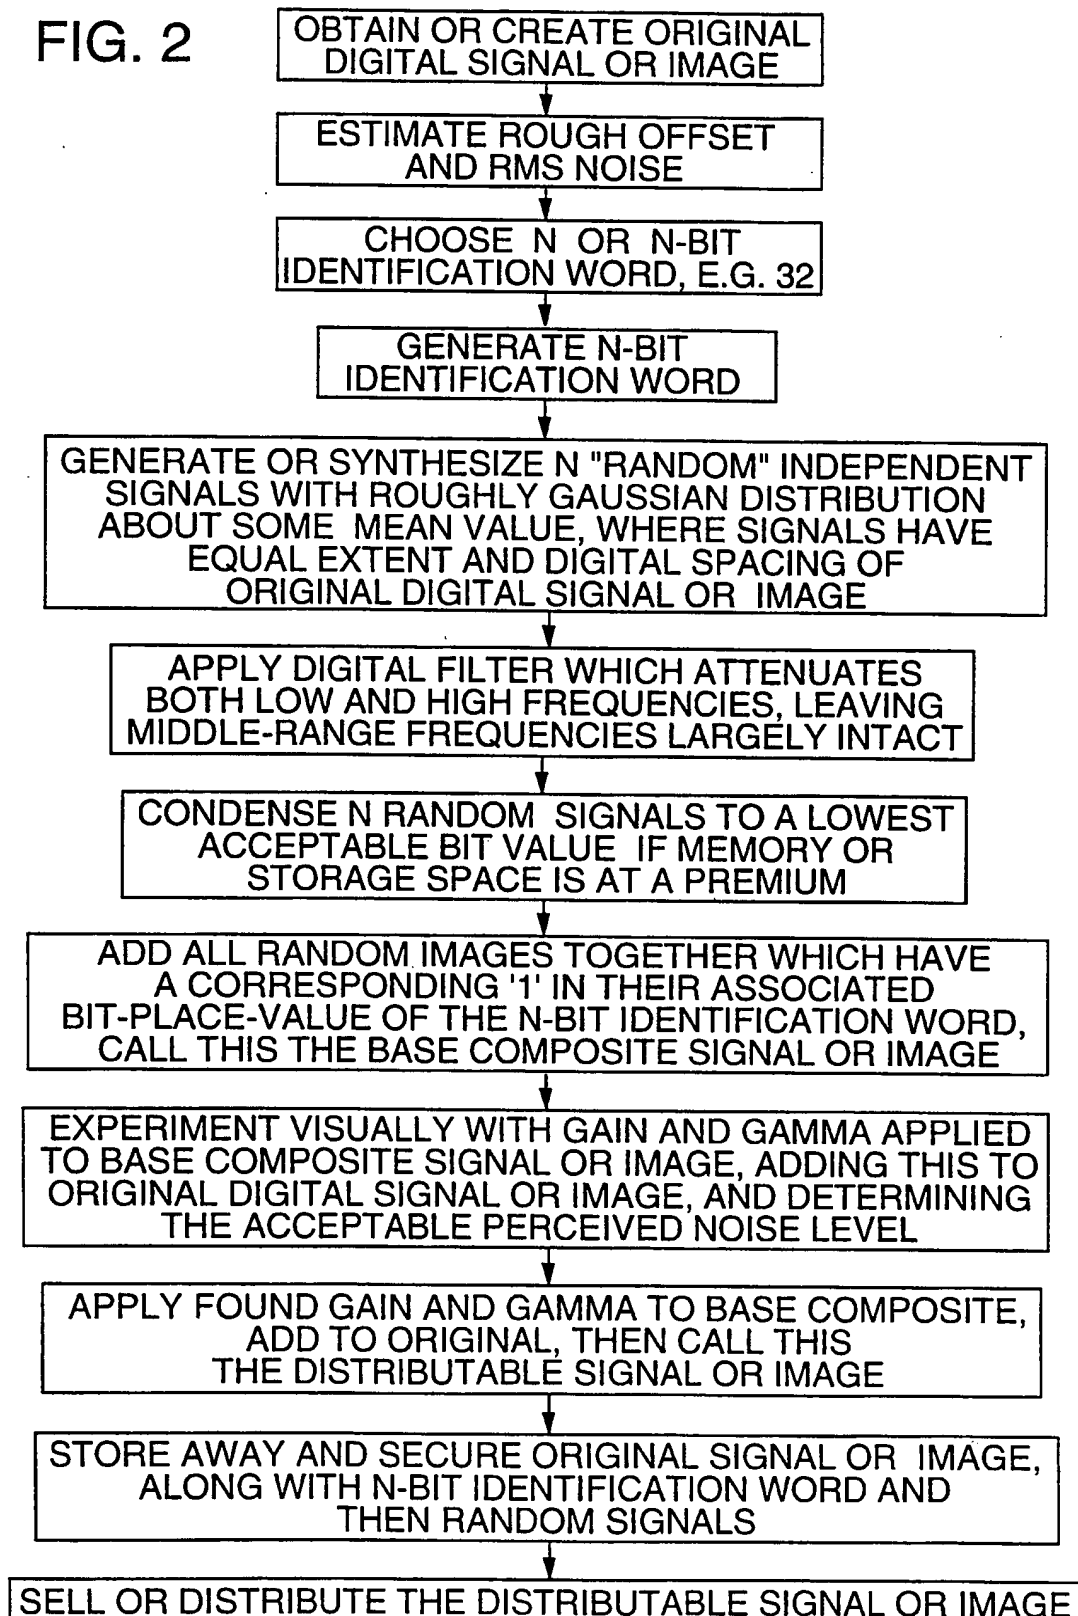 FIG. 2
OBTAIN OR CREATE ORIGINAL
DIGITAL SIGNAL OR IMAGE
ESTIMATE ROUGH OFFSET
AND RMS NOISE
CHOOSE N OR N-BIT
IDENTIFICATION WORD, E.G. 32
GENERATE N-BIT
IDENTIFICATION WORD
GENERATE OR SYNTHESIZE N "RANDOM" INDEPENDENT
SIGNALS WITH ROUGHLY GAUSSIAN DISTRIBUTION
ABOUT SOME MEAN VALUE, WHERE SIGNALS HAVE
EQUAL EXTENT AND DIGITAL SPACING OF
ORIGINAL DIGITAL SIGNAL OR IMAGE
APPLY DIGITAL FILTER WHICH ATTENUATES
BOTH LOW AND HIGH FREQUENCIES, LEAVING
MIDDLE-RANGE FREQUENCIES LARGELY INTACT
CONDENSE N RANDOM SIGNALS TO A LOWEST
ACCEPTABLE BIT VALUE IF MEMORY OR
STORAGE SPACE IS AT A PREMIUM
ADD ALL RANDOM IMAGES TOGETHER WHICH HAVE
A CORRESPONDING '1' IN THEIR ASSOCIATED
BIT-PLACE-VALUE OF THE N-BIT IDENTIFICATION WORD,
CALL THIS THE BASE COMPOSITE SIGNAL OR IMAGE
EXPERIMENT VISUALLY WITH GAIN AND GAMMA APPLIED
TO BASE COMPOSITE SIGNAL OR IMAGE, ADDING THIS TO
ORIGINAL DIGITAL SIGNAL OR IMAGE, AND DETERMINING
THE ACCEPTABLE PERCEIVED NOISE LEVEL
APPLY FOUND GAIN AND GAMMA TO BASE COMPOSITE,
ADD TO ORIGINAL, THEN CALL THIS
THE DISTRIBUTABLE SIGNAL OR IMAGE
STORE AWAY AND SECURE ORIGINAL SIGNAL OR IMAGE,
ALONG WITH N-BIT IDENTIFICATION WORD AND
THEN RANDOM SIGNALS
SELL OR DISTRIBUTE THE DISTRIBUTABLE SIGNAL OR IMAGE